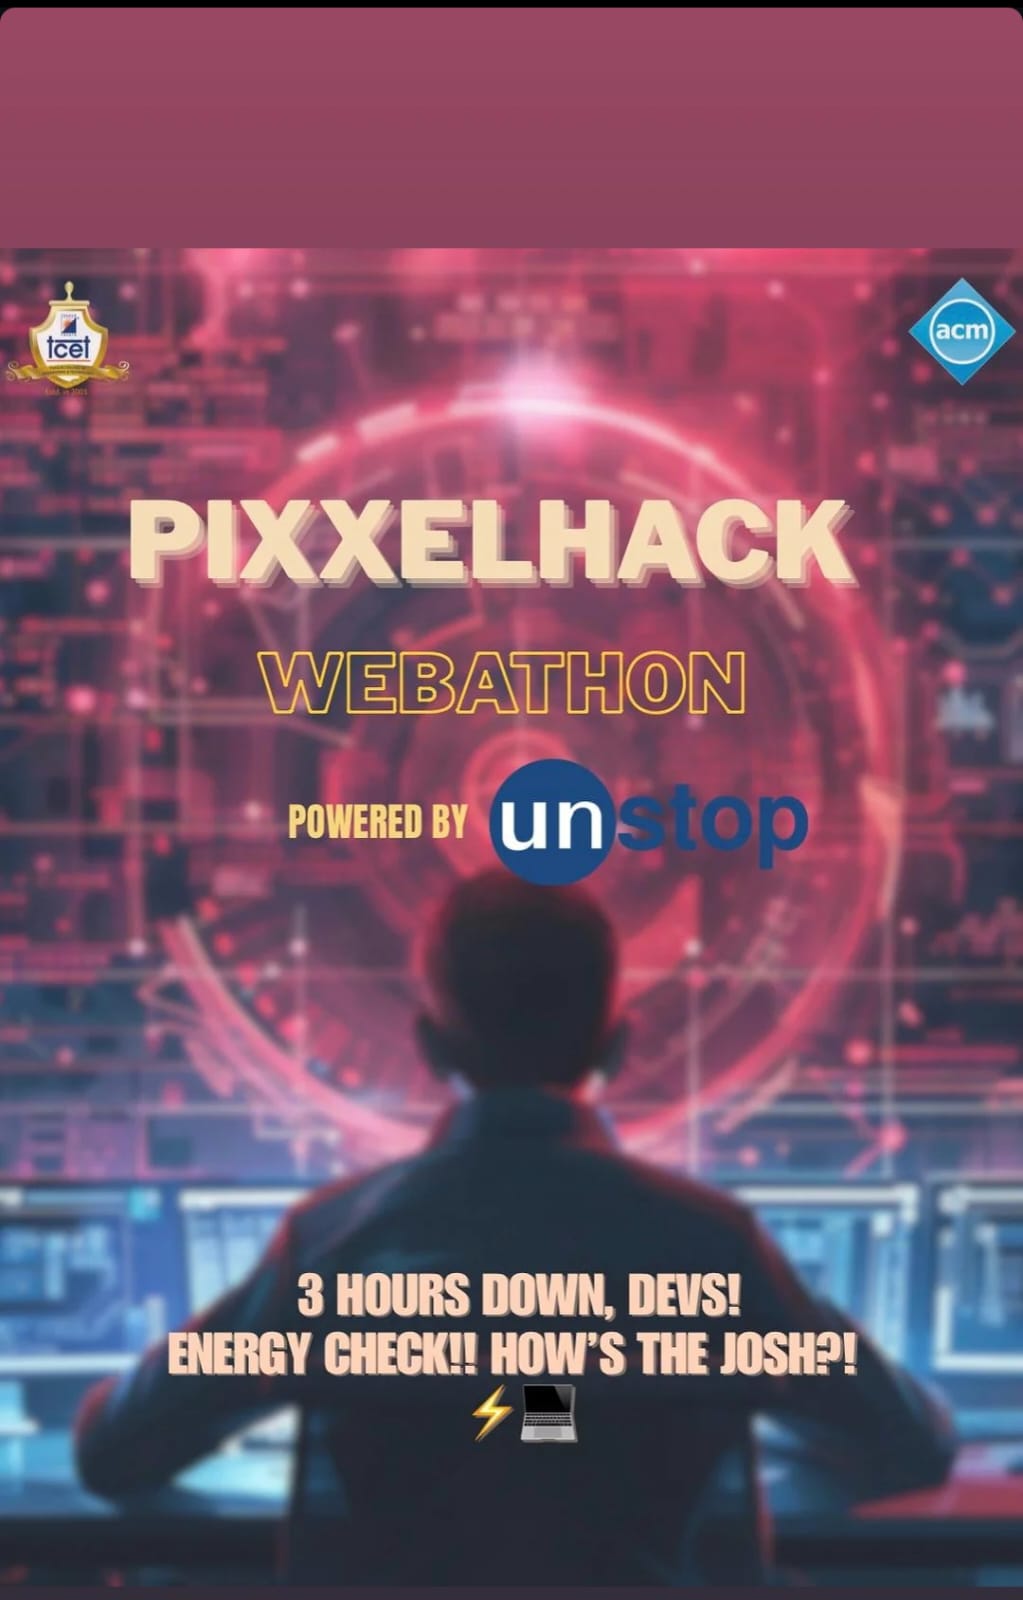 tcet
acm
PIXXELHACK
WEBATHON
POWERED BY unstop
3 HOURS DOWN, DEVS!
ENERGY CHECK!! HOW'S THE JOSH?!
⚡💻